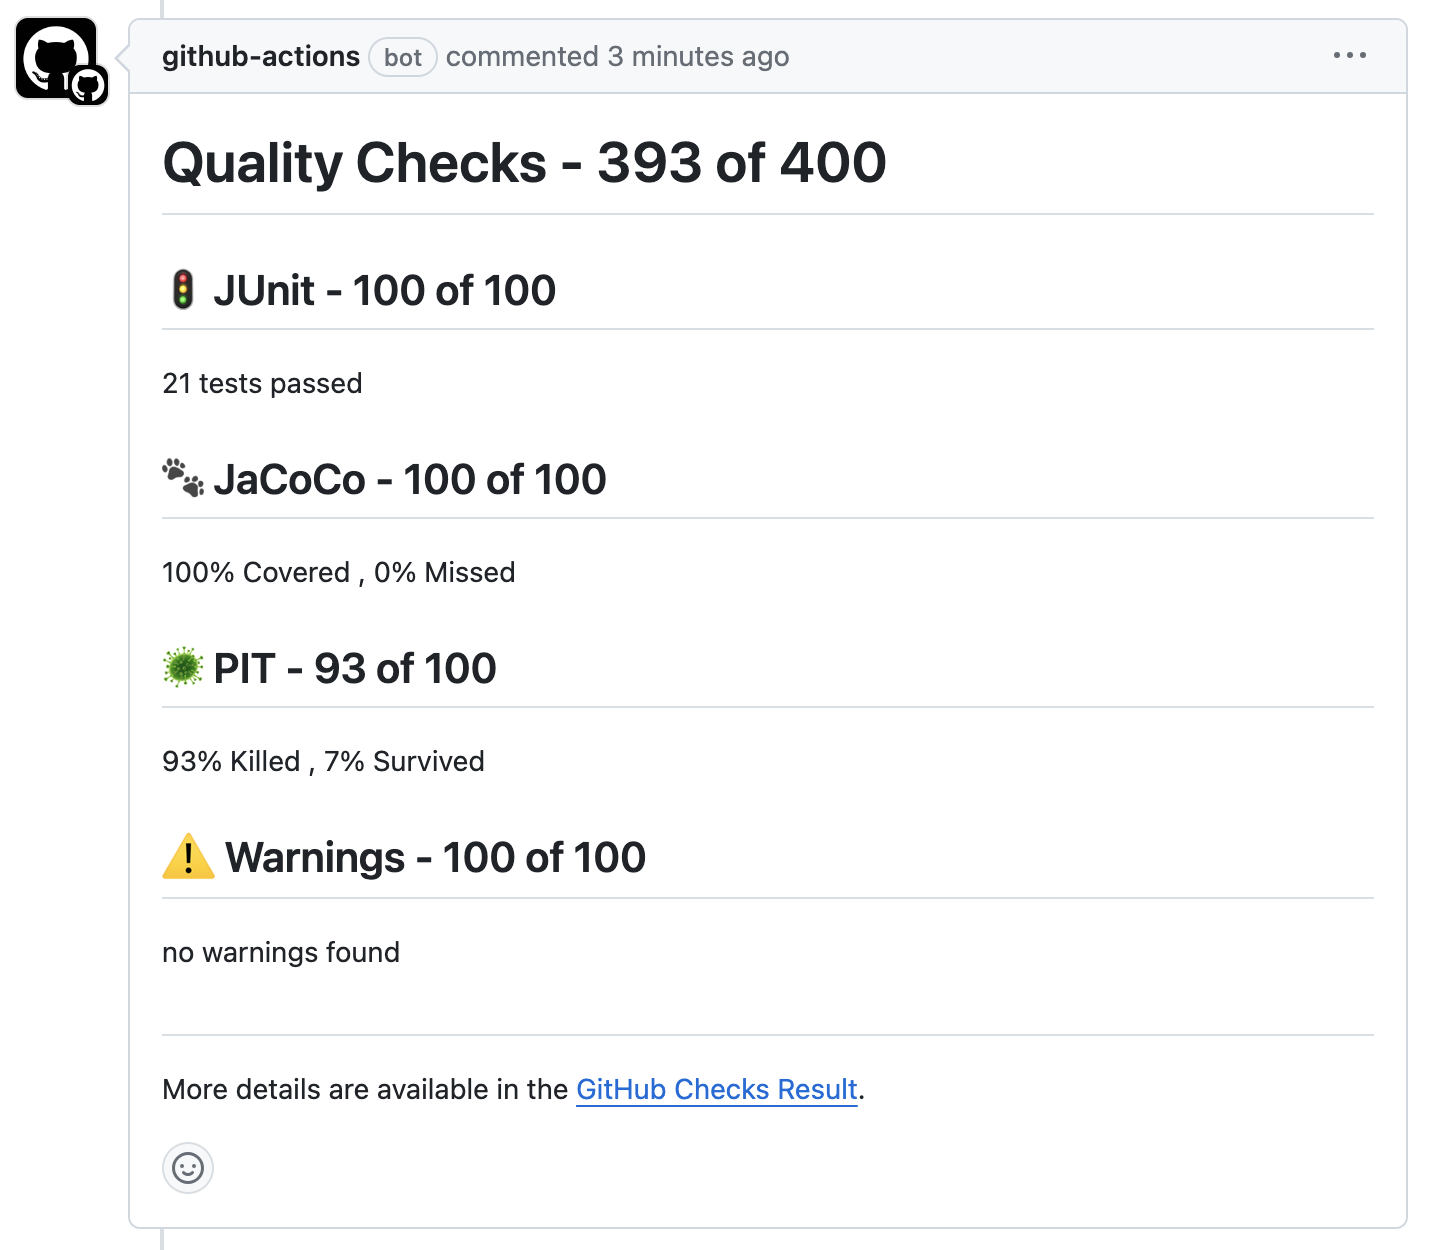 github-actions bot commented 3 minutes ago
Quality Checks - 393 of 400
🚦 JUnit - 100 of 100
21 tests passed
🐾 JaCoCo - 100 of 100
100% Covered , 0% Missed
🦠 PIT - 93 of 100
93% Killed , 7% Survived
⚠️ Warnings - 100 of 100
no warnings found
More details are available in the GitHub Checks Result.